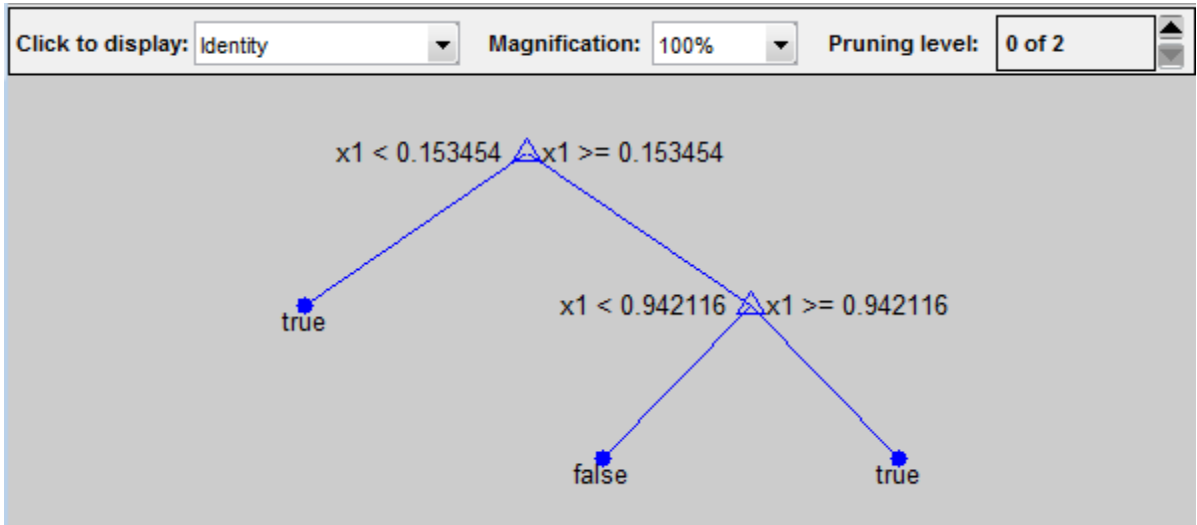 Click to display: Identity Magnification: 100% Pruning level: 0 of 2
x1 < 0.153454 x1 >= 0.153454
true
x1 < 0.942116 x1 >= 0.942116
false
true